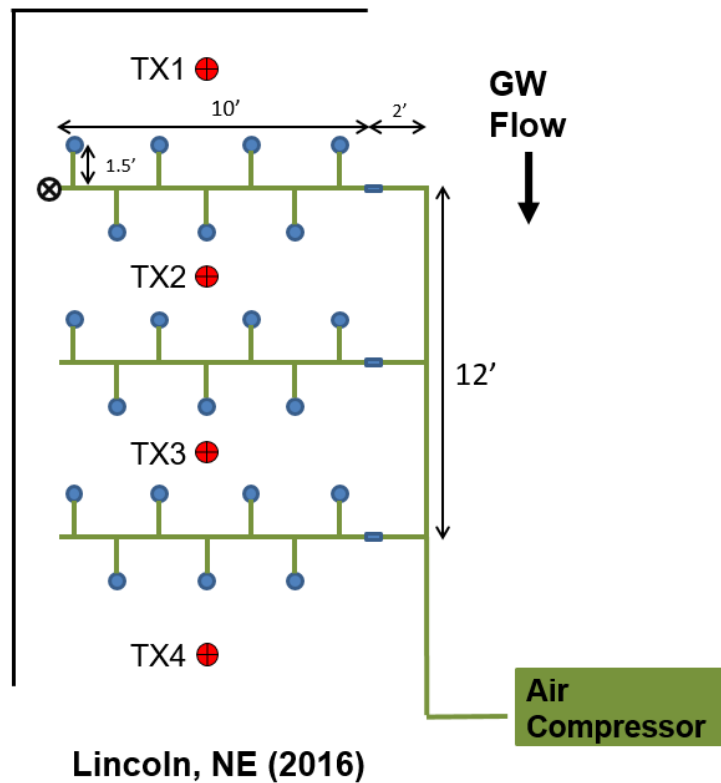 TX1
GW
Flow
10’
2’
1.5’
TX2
12’
TX3
TX4
Air
Compressor
Lincoln, NE (2016)